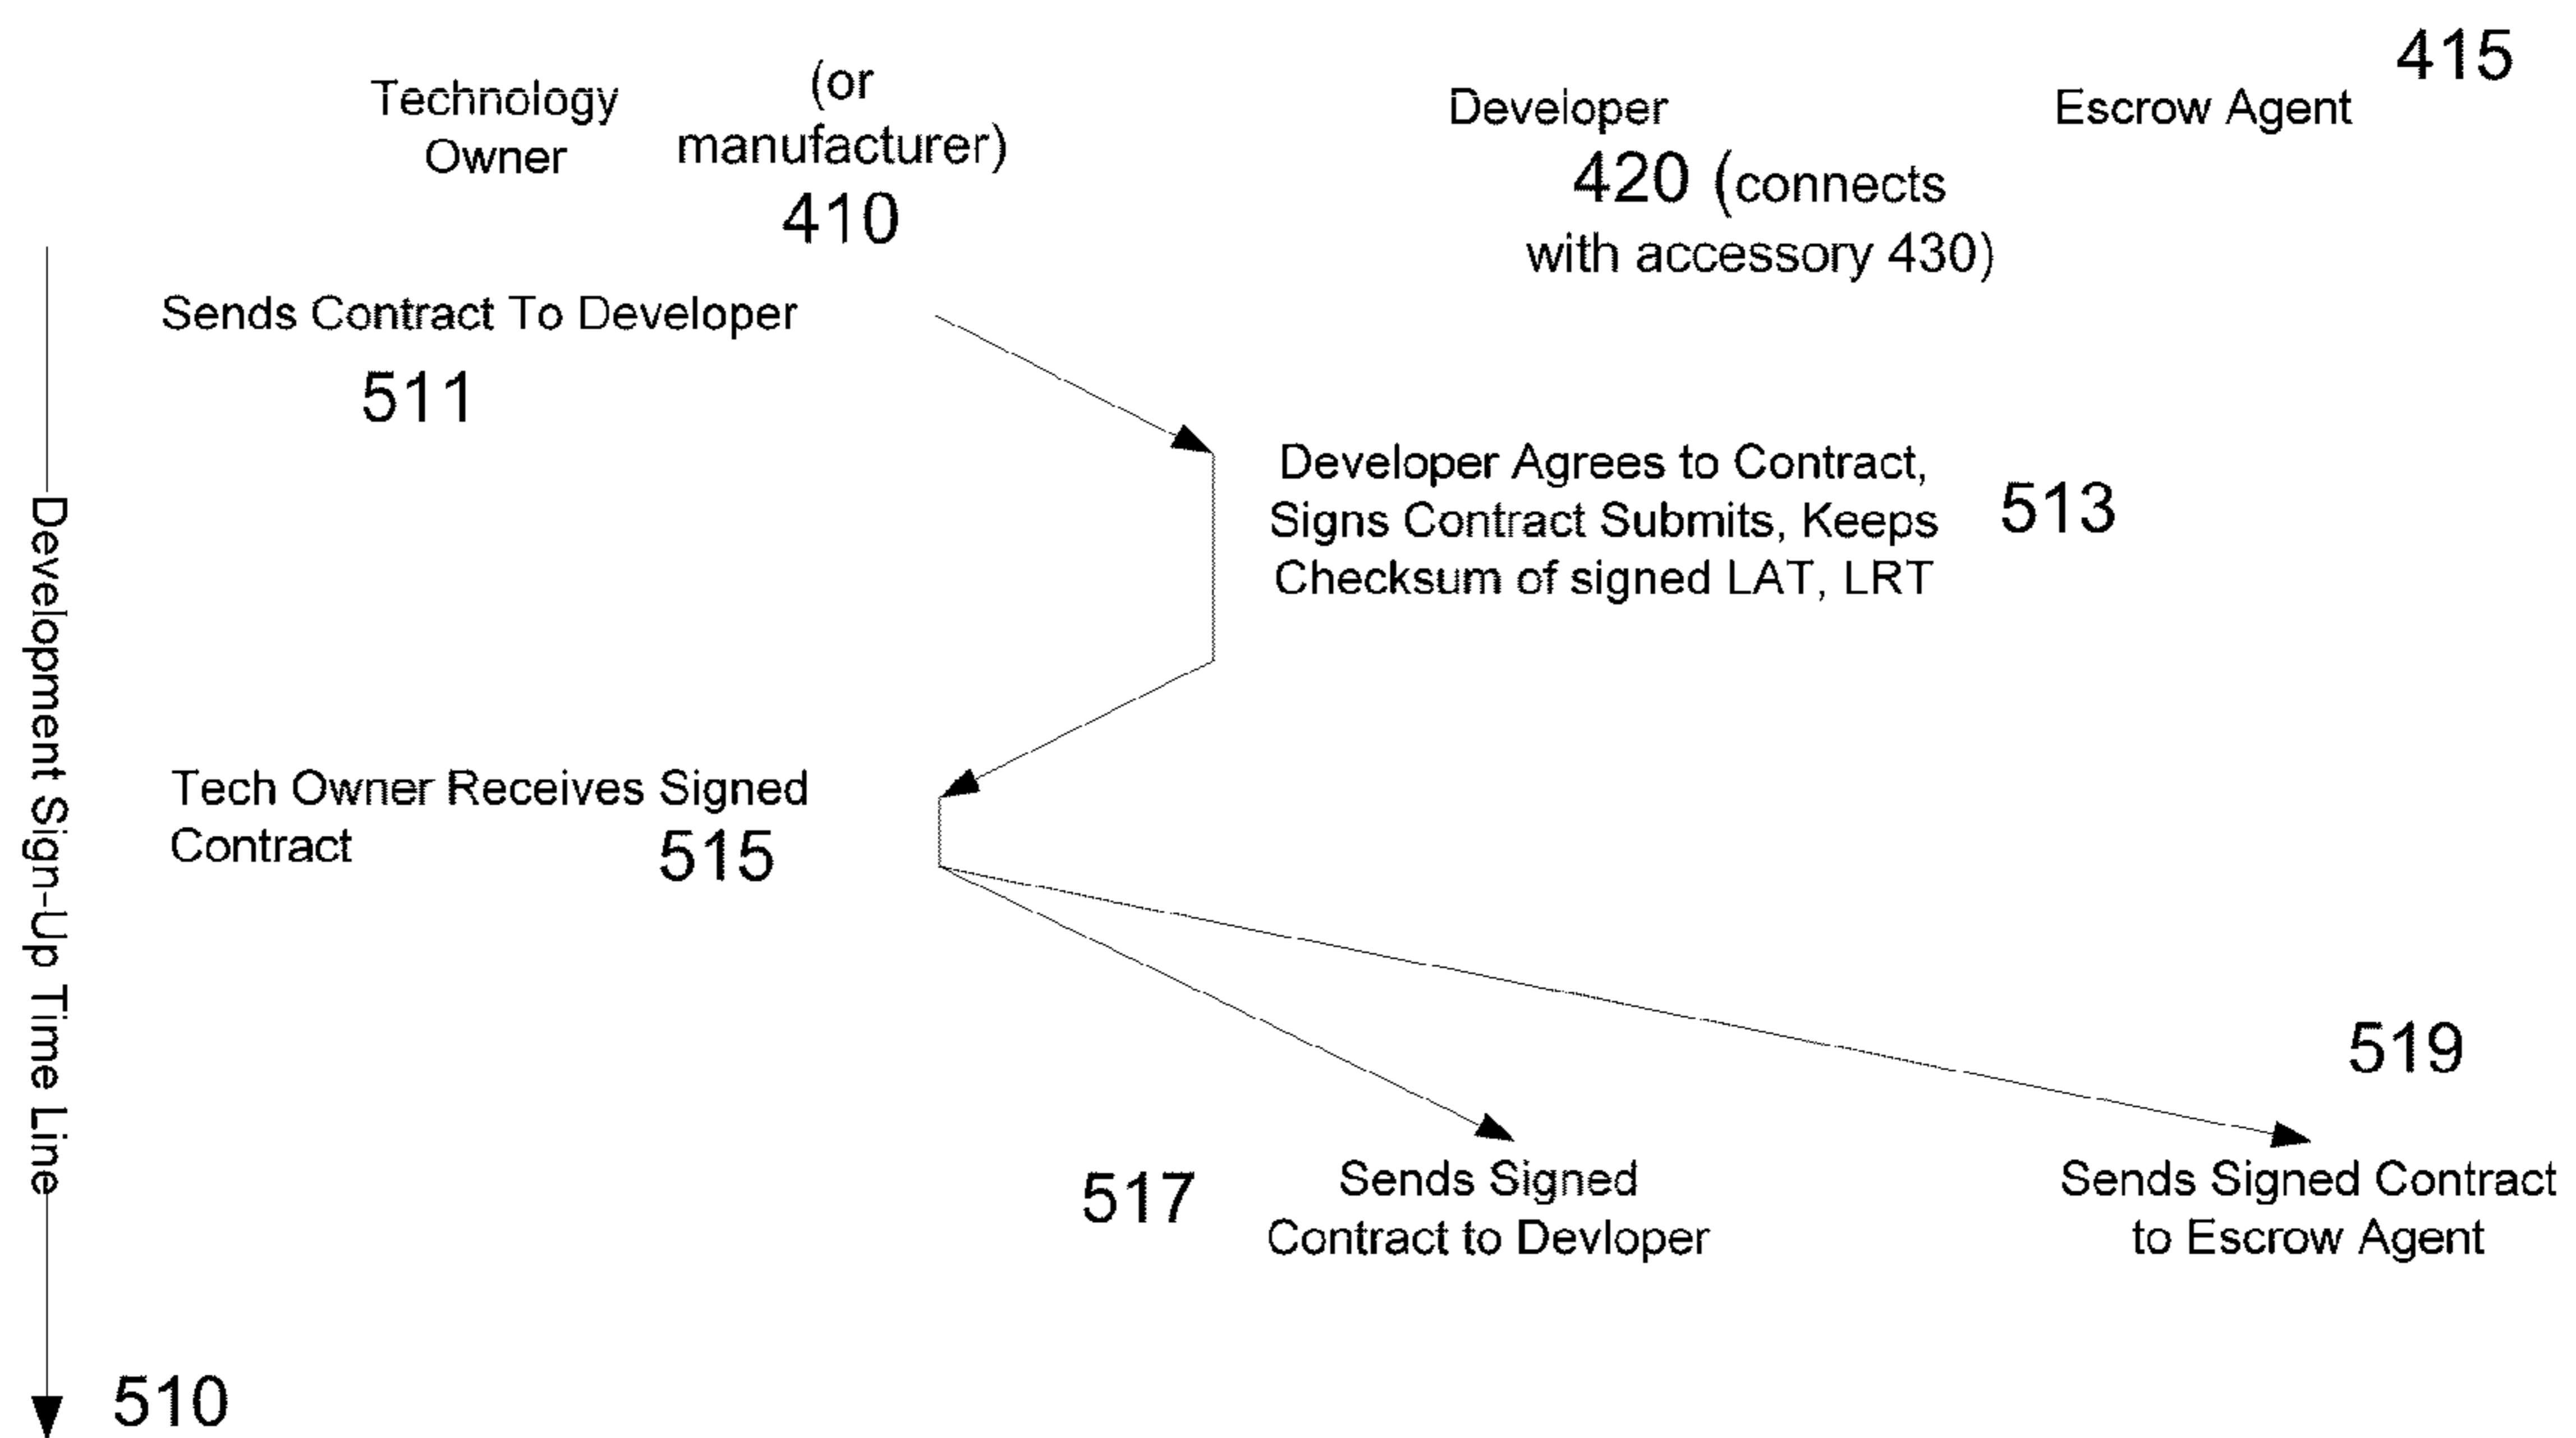 415
Technology
Owner
(or
manufacturer)
410
Developer
420 (connects
with accessory 430)
Escrow Agent
Sends Contract To Developer
511
Developer Agrees to Contract,
Signs Contract Submits, Keeps
Checksum of signed LAT, LRT
513
Development Sign-Up Time Line
Tech Owner Receives Signed
Contract
515
519
517
Sends Signed
Contract to Devloper
Sends Signed Contract
to Escrow Agent
510